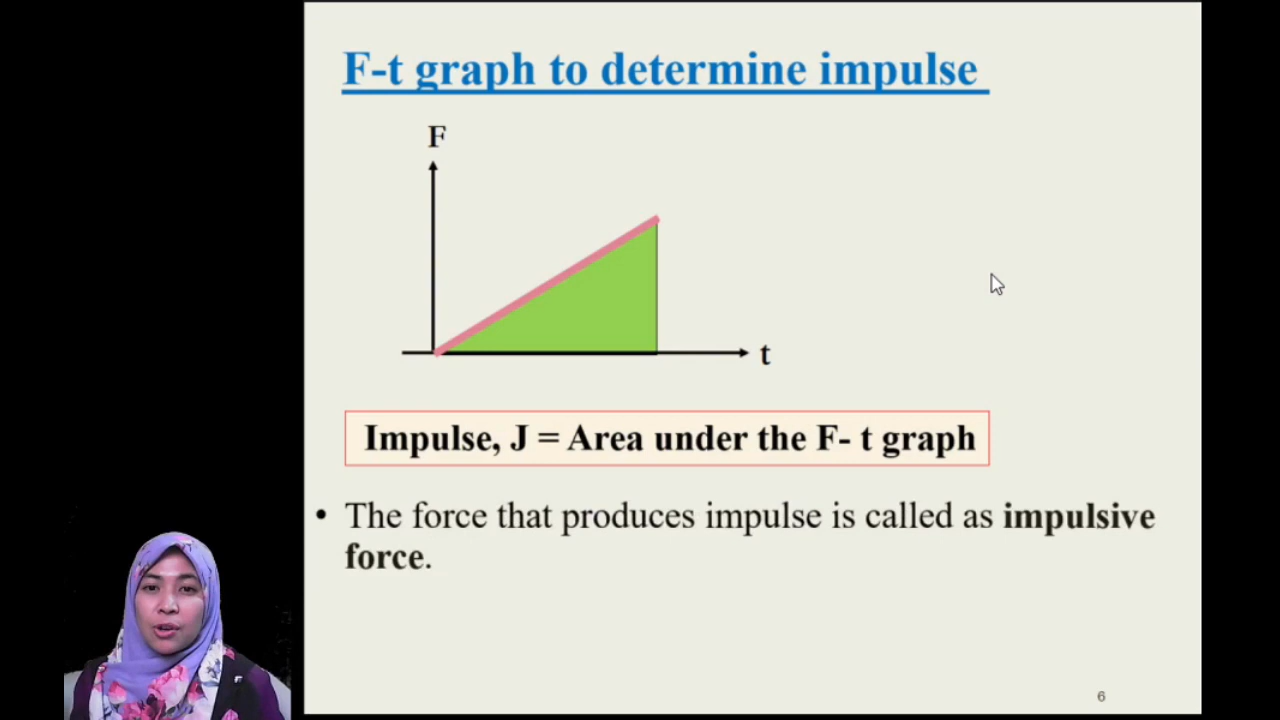 F-t graph to determine impulse
F
t
Impulse, J = Area under the F- t graph
• The force that produces impulse is called as impulsive
force.
6